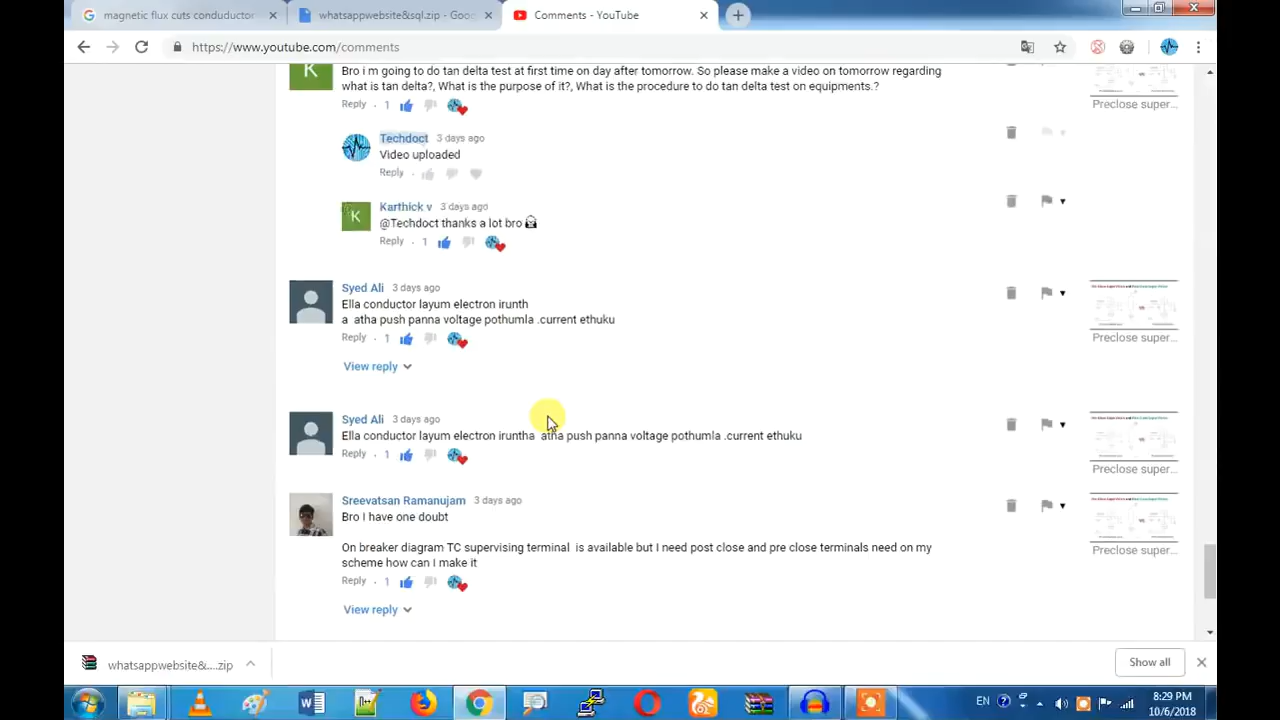 magnetic flux cuts conduductor
whatsappwebsite&sql.zip - Goo
Comments - YouTube
https://www.youtube.com/comments
K
Bro i m going to do tan delta test at first time on day after tomorrow. So please make a video on tomorrow regarding
what is tan delta?, What is the purpose of it?, What is the procedure to do tan delta test on equipments.?
Reply · 1
Preclose super...
Techdoct 3 days ago
Video uploaded
Reply ·
K
Karthick v 3 days ago
@Techdoct thanks a lot bro
Reply · 1
Syed Ali 3 days ago
Ella conductor layum electron irunth
a atha push panna voltage pothumla .current ethuku
Reply · 1
Preclose super...
View reply
Syed Ali 3 days ago
Ella conductor layum electron iruntha atha push panna voltage pothumla .current ethuku
Reply · 1
Preclose super...
Sreevatsan Ramanujam 3 days ago
Bro I have one doubt
On breaker diagram TC supervising terminal is available but I need post close and pre close terminals need on my
scheme how can I make it
Reply · 1
Preclose super...
View reply
whatsappwebsite&....zip
Show all
EN
8:29 PM
10/6/2018